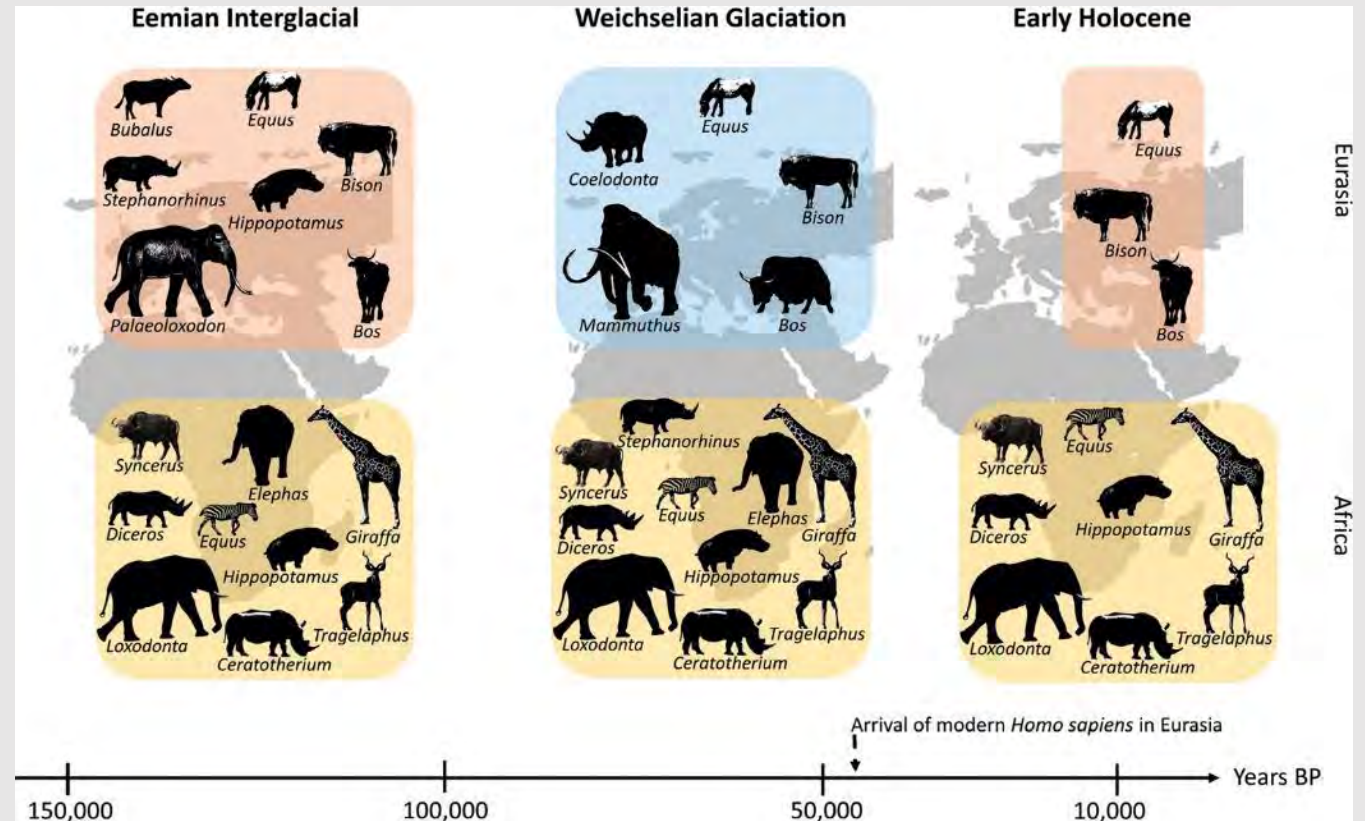 Eemian Interglacial
Weichselian Glaciation
Early Holocene
Bubalus
Equus
Bison
Stephanorhinus
Hippopotamus
Palaeoloxodon
Bos
Equus
Coelodonta
Bison
Mammuthus
Bos
Equus
Bison
Bos
Eurasia
Syncerus
Elephas
Diceros
Equus
Giraffa
Hippopotamus
Loxodonta
Tragelaphus
Ceratotherium
Stephanorhinus
Syncerus
Equus
Elephas
Giraffa
Diceros
Hippopotamus
Loxodonta
Tragelaphus
Ceratotherium
Equus
Syncerus
Diceros
Hippopotamus
Giraffa
Loxodonta
Tragelaphus
Ceratotherium
Africa
Arrival of modern Homo sapiens in Eurasia
Years BP
150,000
100,000
50,000
10,000